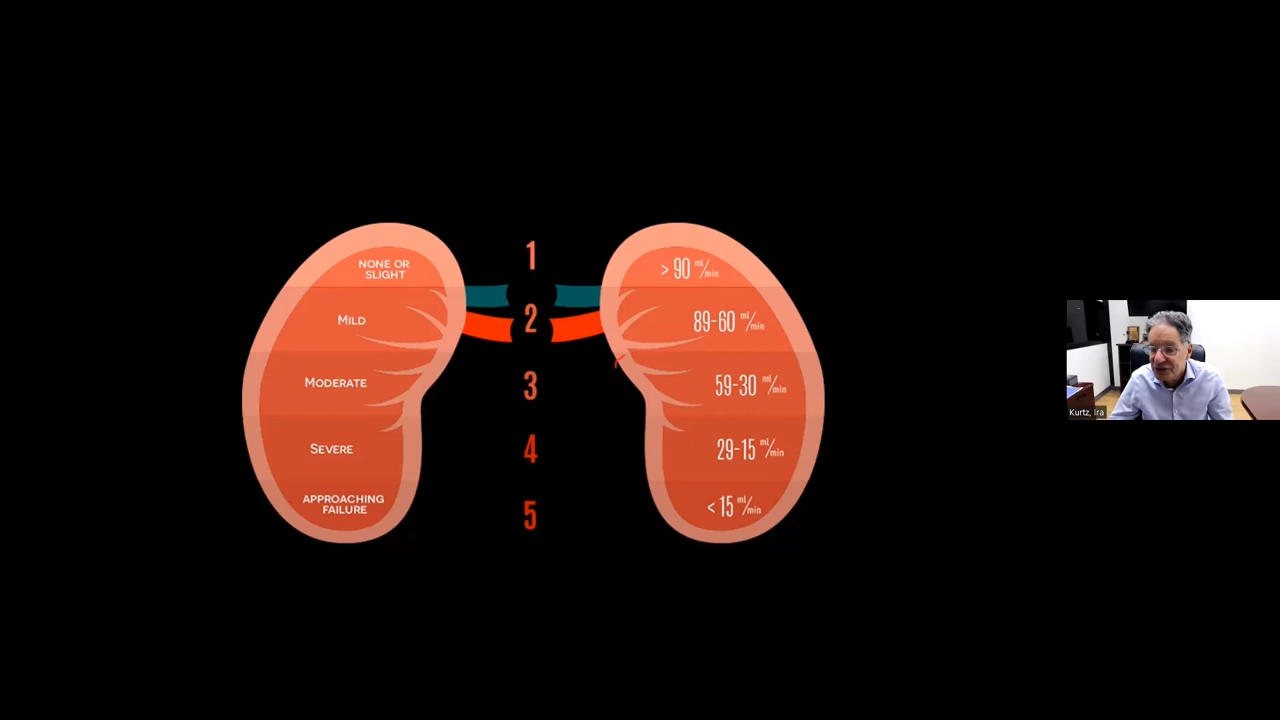 NONE OR
SLIGHT
1
> 90 ml/min
MILD
2
89-60 ml/min
MODERATE
3
59-30 ml/min
SEVERE
4
29-15 ml/min
APPROACHING
FAILURE
5
< 15 ml/min
Kurtz, Ira